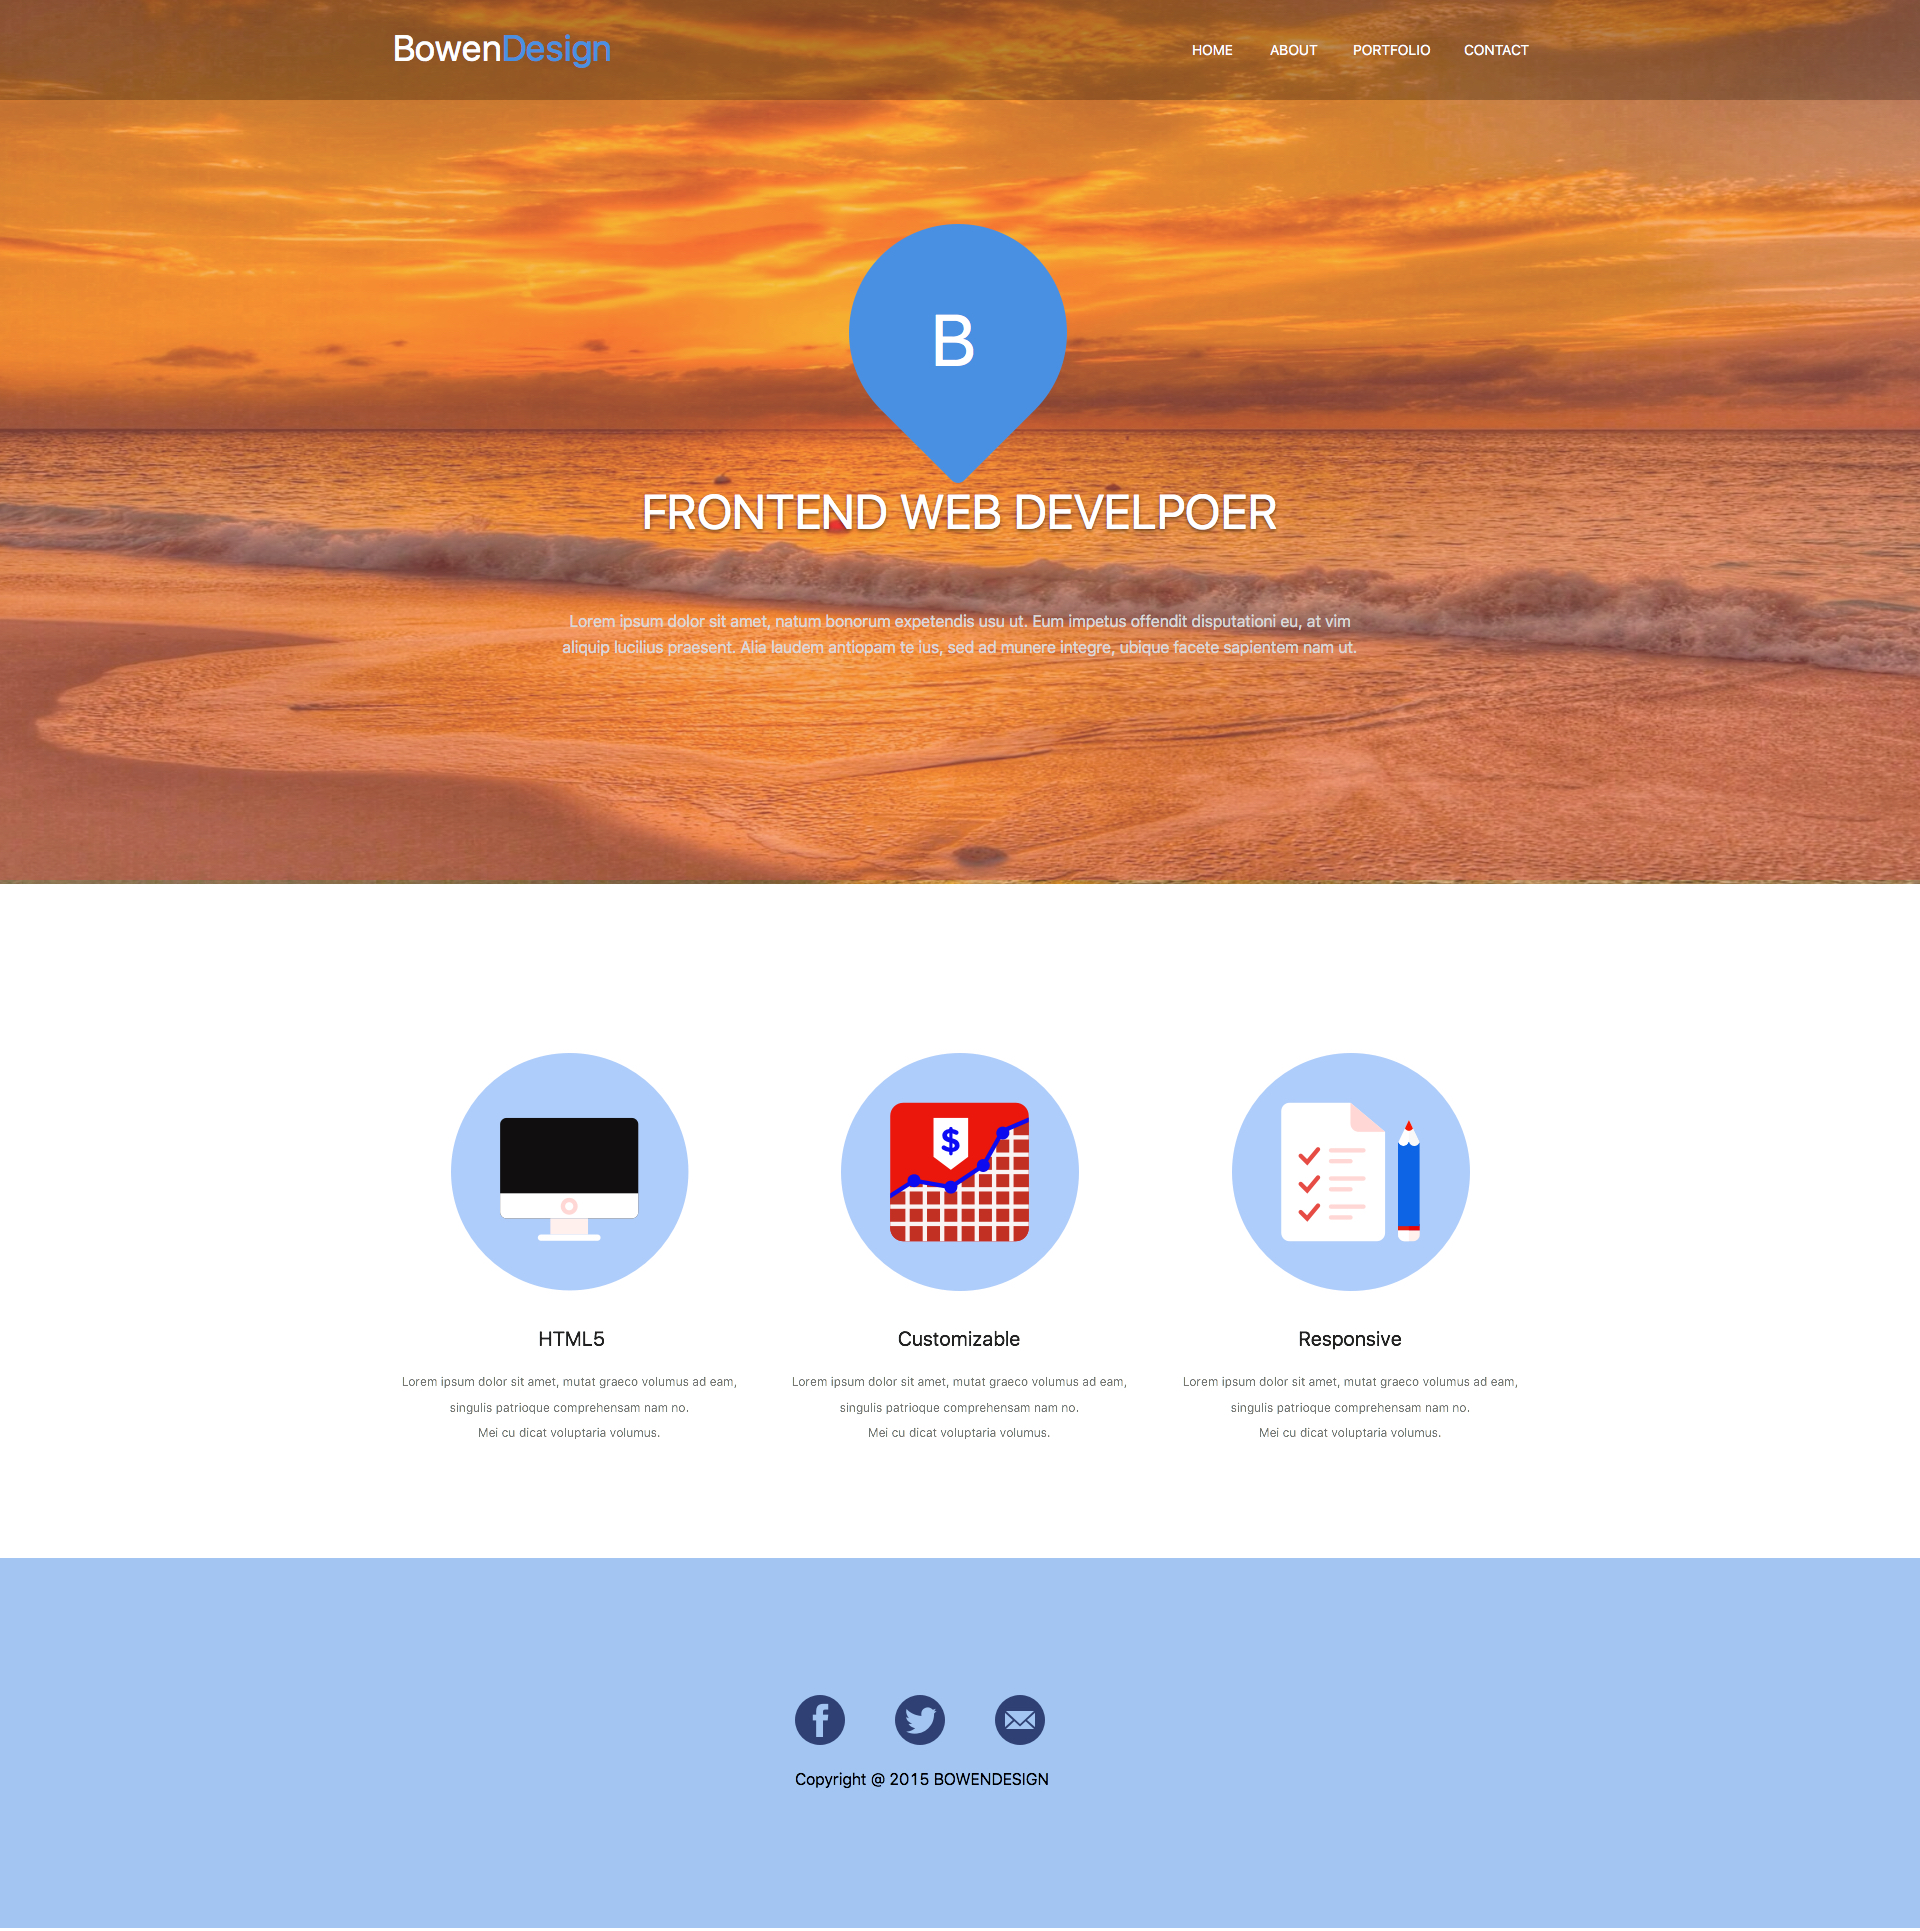 BowenDesign
HOME ABOUT PORTFOLIO CONTACT
B
FRONTEND WEB DEVELPOER
Lorem ipsum dolor sit amet, natum bonorum expetendis usu ut. Eum impetus offendit disputationi eu, at vim
aliquip lucilius praesent. Alia laudem antiopam te ius, sed ad munere integre, ubique facete sapientem nam ut.
$
HTML5
Lorem ipsum dolor sit amet, mutat graeco volumus ad eam,
singulis patrioque comprehensam nam no.
Mei cu dicat voluptaria volumus.
Customizable
Lorem ipsum dolor sit amet, mutat graeco volumus ad eam,
singulis patrioque comprehensam nam no.
Mei cu dicat voluptaria volumus.
Responsive
Lorem ipsum dolor sit amet, mutat graeco volumus ad eam,
singulis patrioque comprehensam nam no.
Mei cu dicat voluptaria volumus.
Copyright @ 2015 BOWENDESIGN